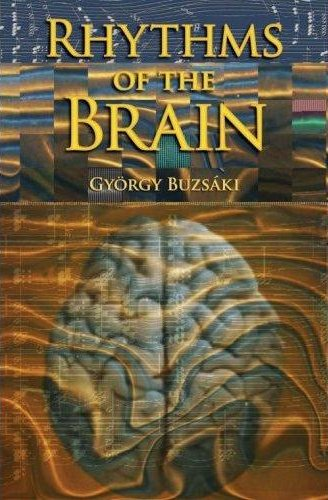 RHYTHMS
OF THE
BRAIN
GYÖRGY BUZSÁKI